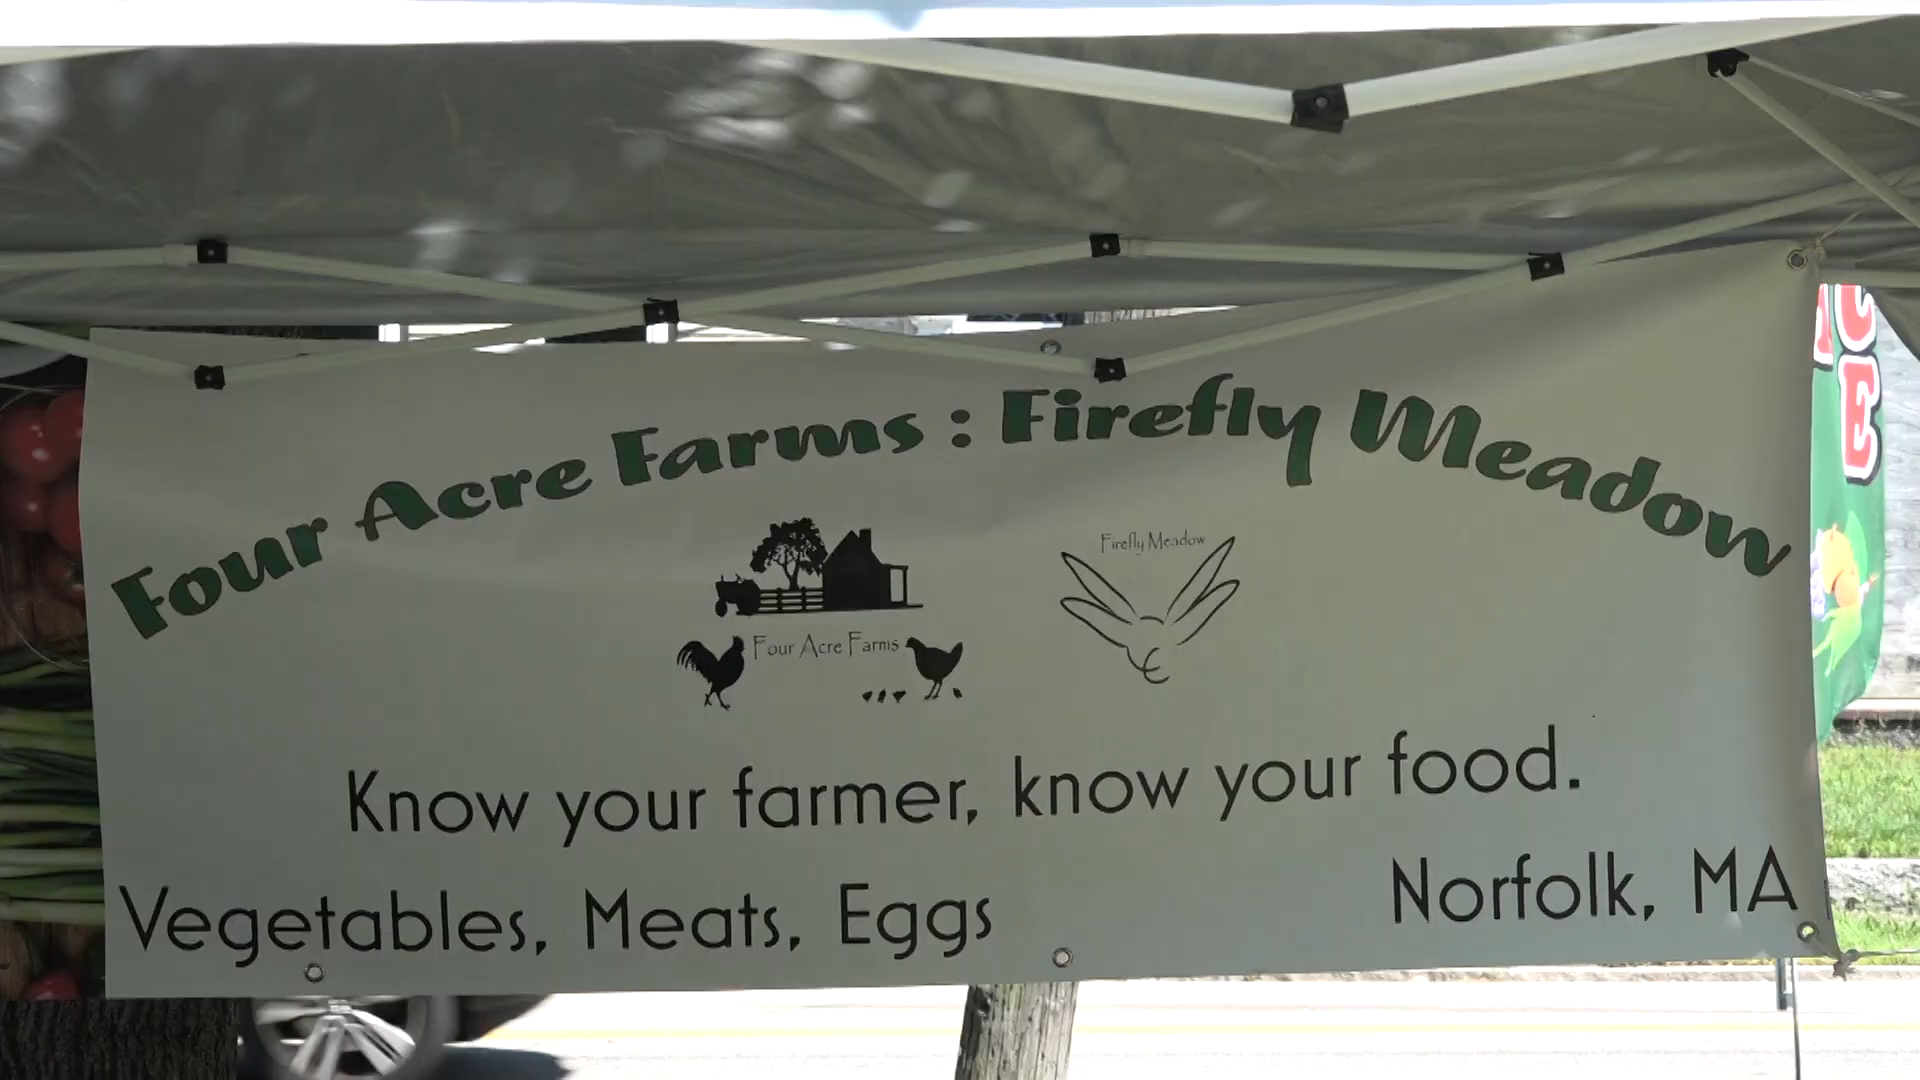 Four Acre Farms : Firefly Meadow
Firefly Meadow
Four Acre Farms
Know your farmer, know your food.
Vegetables, Meats, Eggs
Norfolk, MA